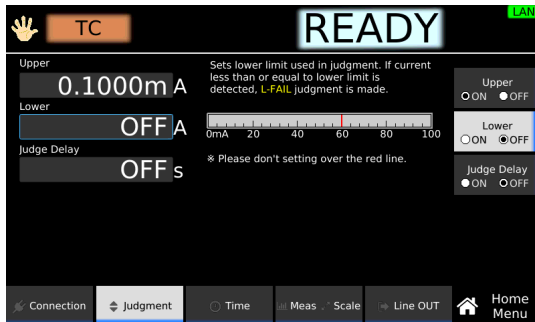 LAN
TC
READY
Upper
0.1000m A
Lower
OFF A
Judge Delay
OFF s
Sets lower limit used in judgment. If current
less than or equal to lower limit is
detected, L-FAIL judgment is made.
0mA 20 40 60 80 100
※ Please don't setting over the red line.
Upper
ON OFF
Lower
ON OFF
Judge Delay
ON OFF
Connection
Judgment
Time
Meas
Scale
Line OUT
Home
Menu